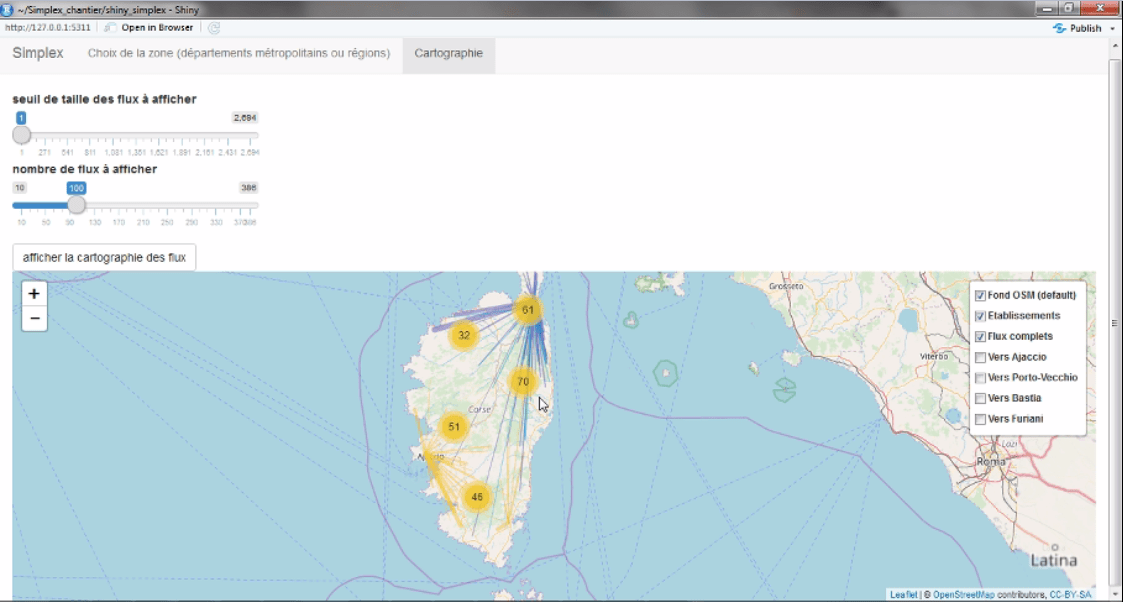 ~/Simplex_chantier/shiny_simplex - Shiny
http://127.0.0.1:5311 Open in Browser Publish
Simplex Choix de la zone (départements métropolitains ou régions) Cartographie
seuil de taille des flux à afficher
1 2,694
1 271 541 811 1,081 1,351 1,621 1,891 2,161 2,431 2,694
nombre de flux à afficher
10 100 386
10 50 90 130 170 210 250 290 330 370 386
afficher la cartographie des flux
+
−
Fond OSM (default)
Etablissements
Flux complets
Vers Ajaccio
Vers Porto-Vecchio
Vers Bastia
Vers Furiani
Grosseto
61
32
Viterbo
70
Corse
51
Lazi
Roma
45
Latina
Leaflet | © OpenStreetMap contributors, CC-BY-SA